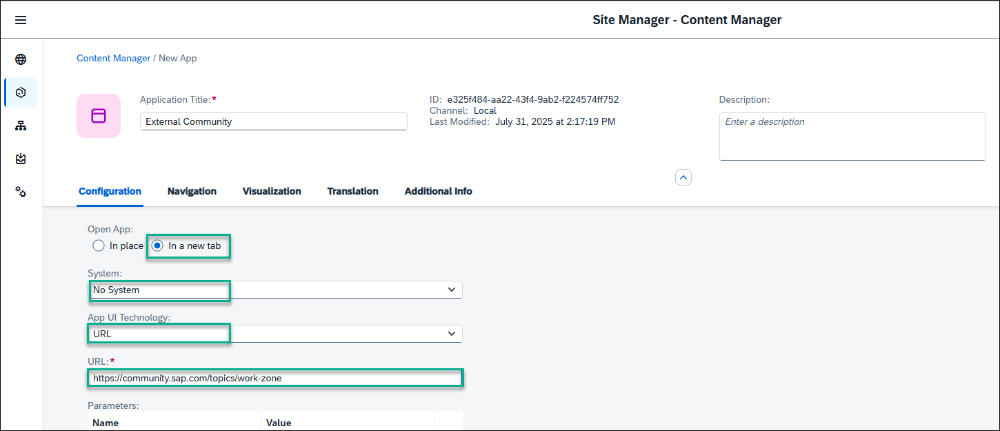 Site Manager - Content Manager
Content Manager / New App
Application Title:*
External Community
ID: e325f484-aa22-43f4-9ab2-f224574ff752
Channel: Local
Last Modified: July 31, 2025 at 2:17:19 PM
Description:
Enter a description
Configuration Navigation Visualization Translation Additional Info
Open App:
In place In a new tab
System:
No System
App UI Technology:
URL
URL:*
https://community.sap.com/topics/work-zone
Parameters:
Name Value